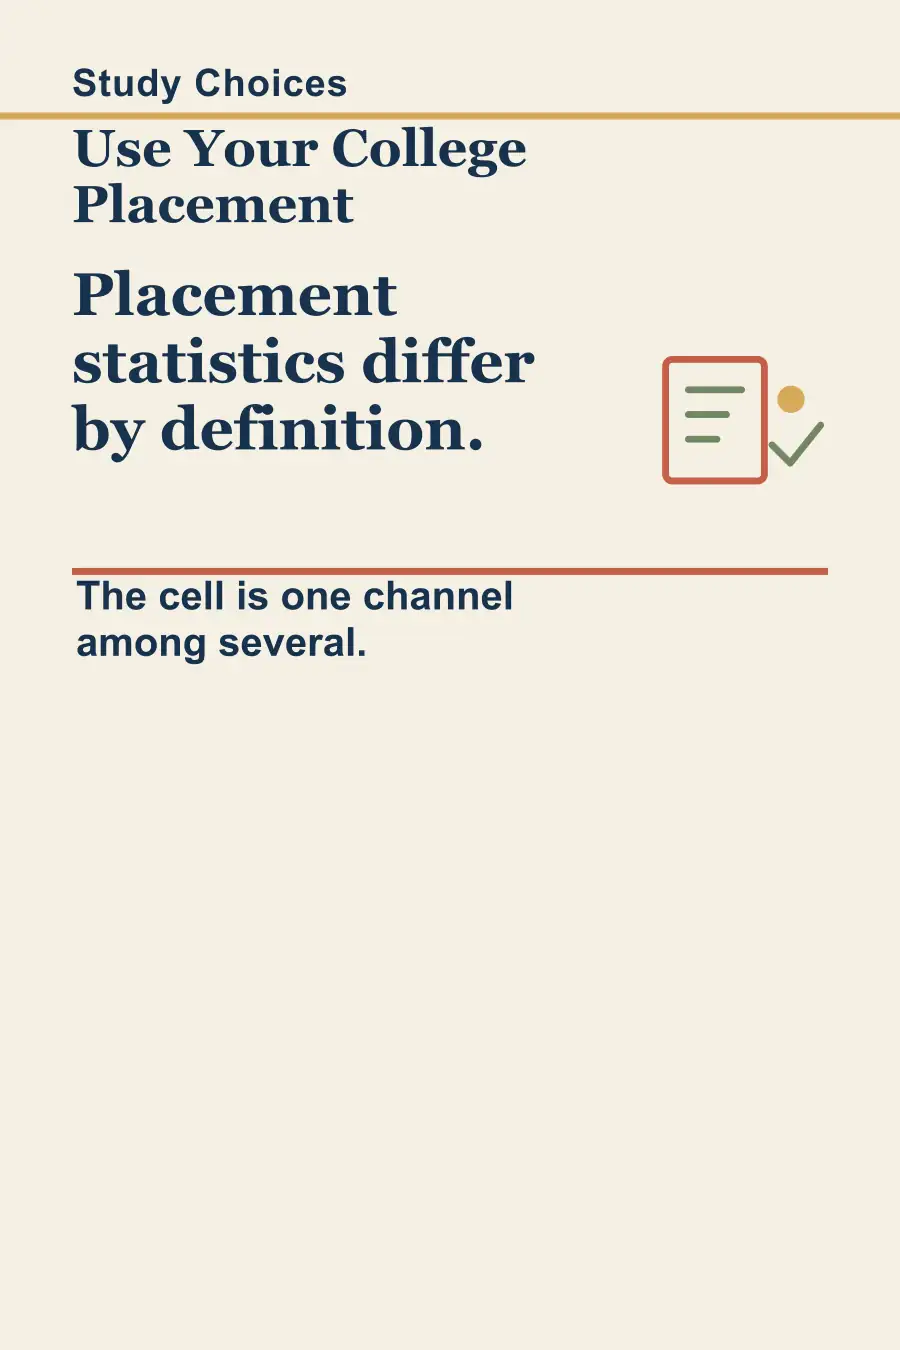 Study Choices
Use Your College
Placement
Placement
statistics differ
by definition.
The cell is one channel
among several.